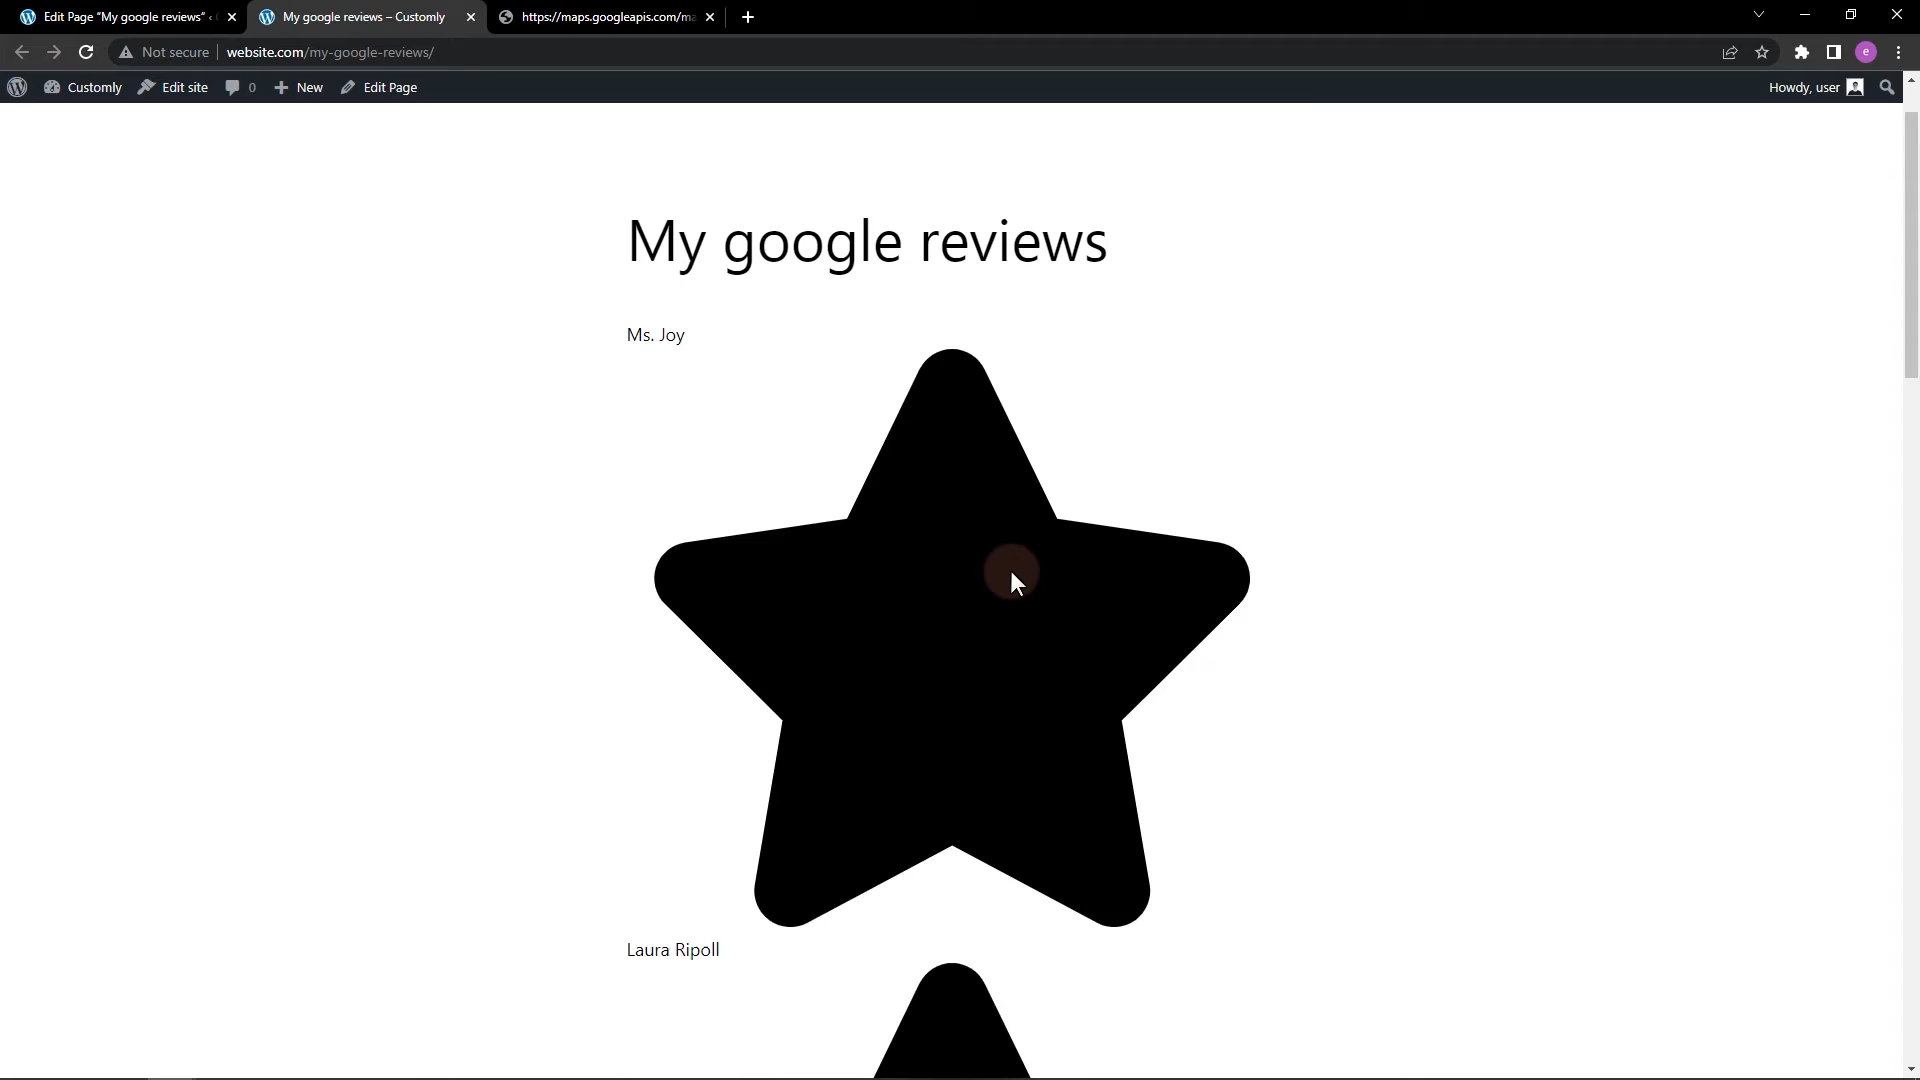 Edit Page "My google reviews" ‹
My google reviews – Customly
https://maps.googleapis.com/ma
Not secure
website.com/my-google-reviews/
e
Customly
Edit site
0
New
Edit Page
Howdy, user
My google reviews
Ms. Joy
Laura Ripoll